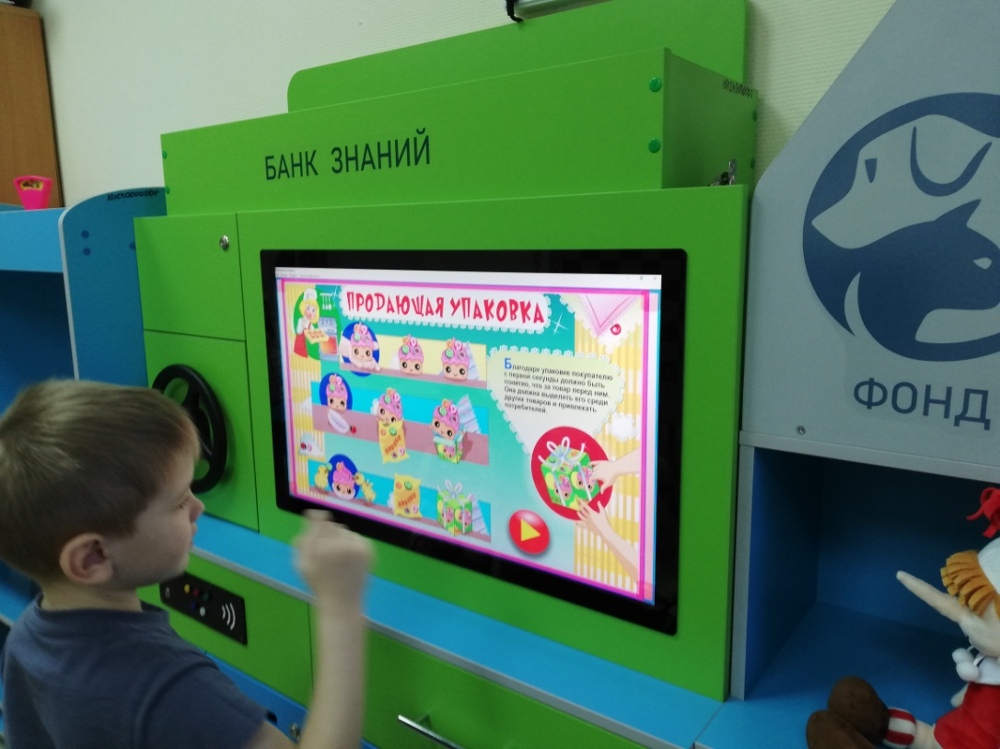 БАНК ЗНАНИЙ
ПРОДАЮЩАЯ УПАКОВКА
Благодаря упаковке покупателю
с первой секунды должно быть
понятно, что за товар перед ним.
Она должна выделять его среди
других товаров и привлекать
потребителей.
ФОНД